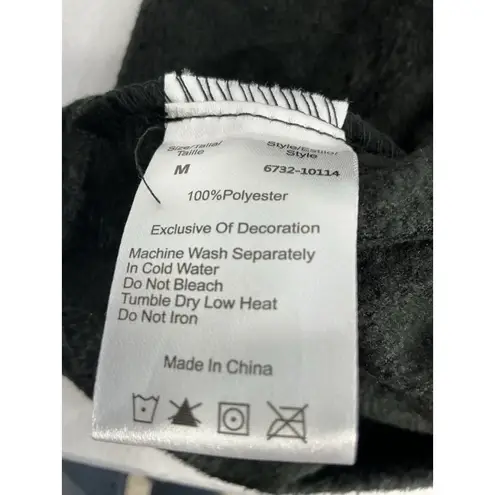 Size/Talla/ Style/Estilo/
Taille Style
M 6732-10114
100%Polyester
Exclusive Of Decoration
Machine Wash Separately
In Cold Water
Do Not Bleach
Tumble Dry Low Heat
Do Not Iron
Made In China